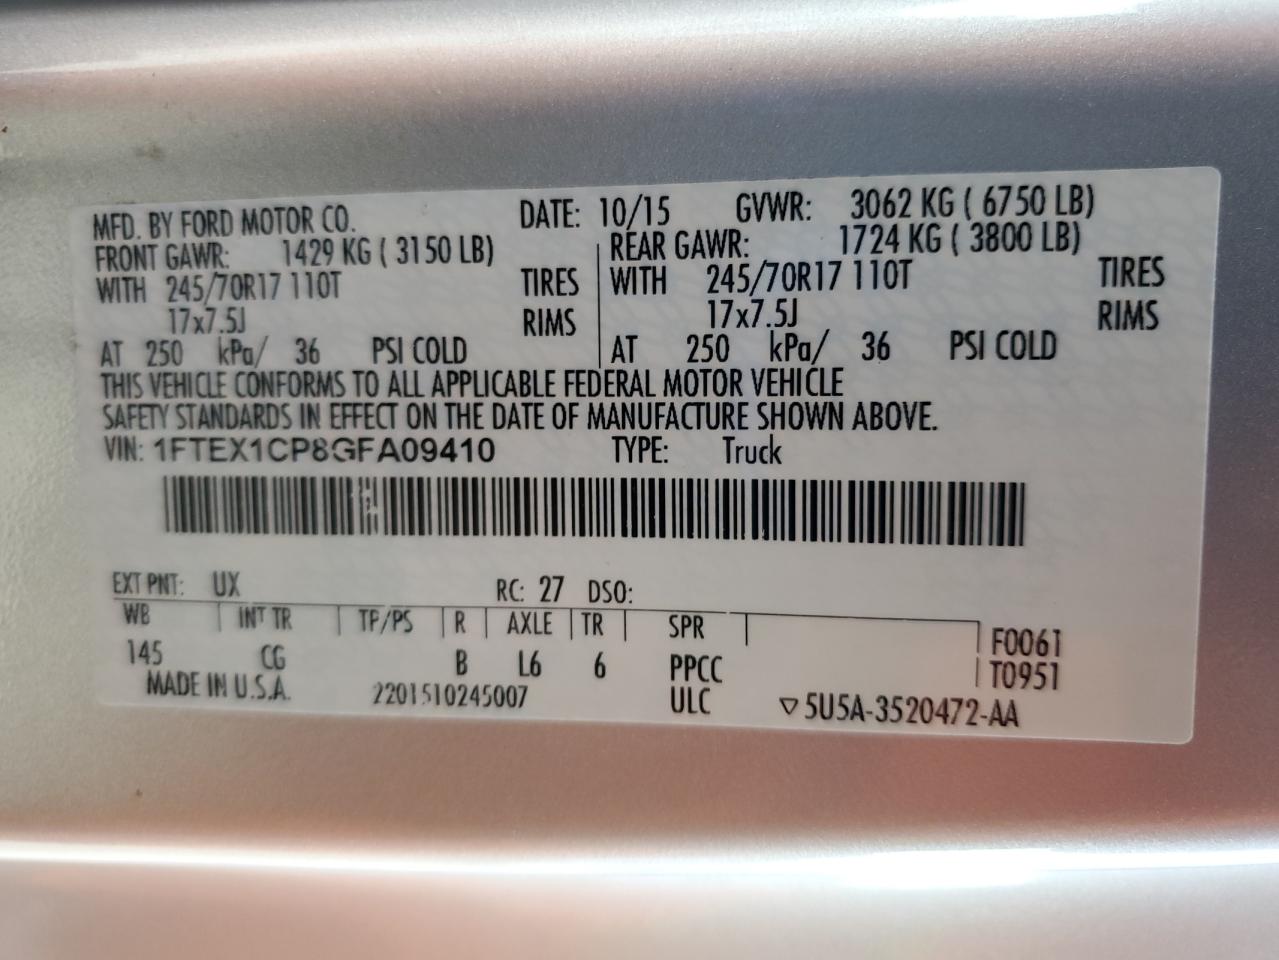 MFD. BY FORD MOTOR CO. DATE: 10/15 GVWR: 3062 KG ( 6750 LB)
FRONT GAWR: 1429 KG ( 3150 LB) REAR GAWR: 1724 KG ( 3800 LB)
WITH 245/70R17 110T TIRES WITH 245/70R17 110T TIRES
17x7.5J RIMS 17x7.5J RIMS
AT 250 kPa/ 36 PSI COLD AT 250 kPa/ 36 PSI COLD
THIS VEHICLE CONFORMS TO ALL APPLICABLE FEDERAL MOTOR VEHICLE
SAFETY STANDARDS IN EFFECT ON THE DATE OF MANUFACTURE SHOWN ABOVE.
VIN: 1FTEX1CP8GFA09410 TYPE: Truck
EXT PNT: UX RC: 27 DSO:
WB INT TR TP/PS R AXLE TR SPR F0061
145 CG B L6 6 PPCC T0951
MADE IN U.S.A. 2201510245007 ULC ▽5U5A-3520472-AA